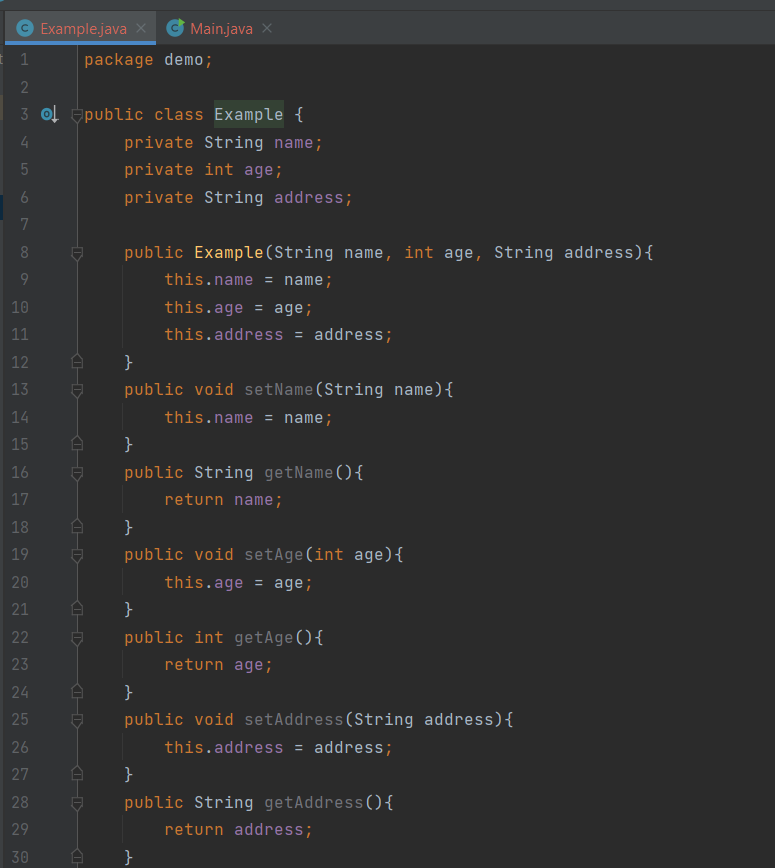 Example.java Main.java
1 package demo;
2
3 public class Example {
4 private String name;
5 private int age;
6 private String address;
7
8 public Example(String name, int age, String address){
9 this.name = name;
10 this.age = age;
11 this.address = address;
12 }
13 public void setName(String name){
14 this.name = name;
15 }
16 public String getName(){
17 return name;
18 }
19 public void setAge(int age){
20 this.age = age;
21 }
22 public int getAge(){
23 return age;
24 }
25 public void setAddress(String address){
26 this.address = address;
27 }
28 public String getAddress(){
29 return address;
30 }